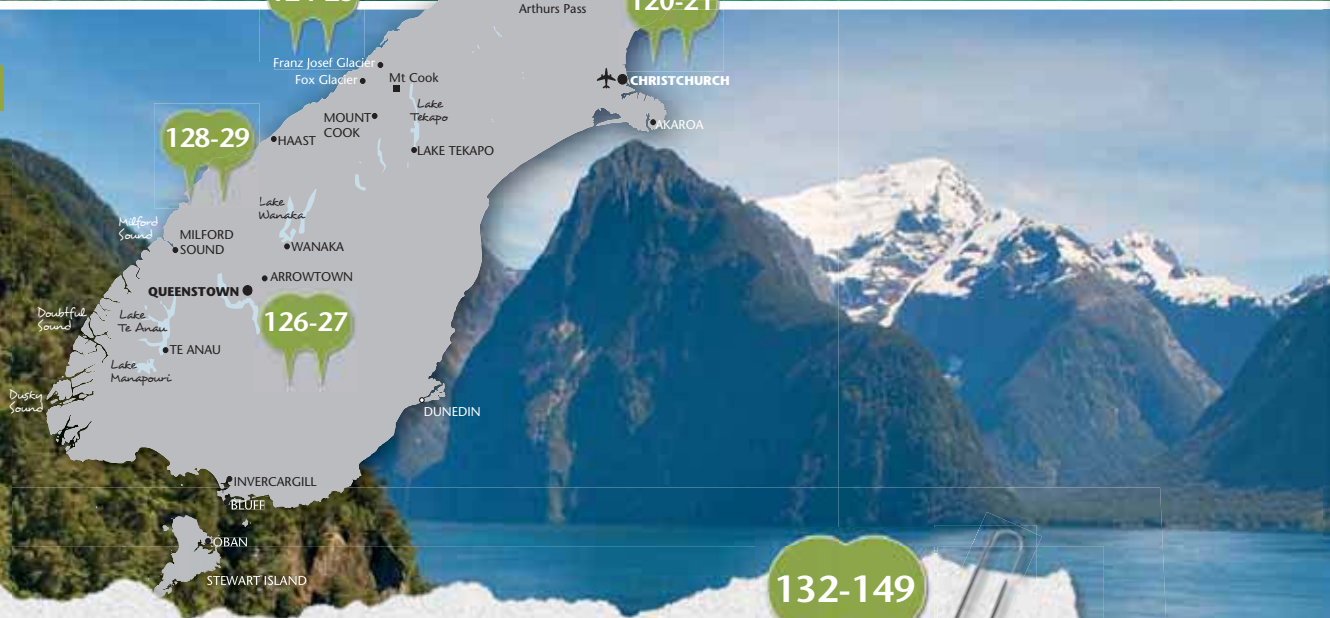 Arthurs Pass
120-21
Franz Josef Glacier
Fox Glacier
Mt Cook
CHRISTCHURCH
Lake
Tekapo
MOUNT
COOK
AKAROA
128-29
HAAST
LAKE TEKAPO
Lake
Wanaka
Milford
Sound
MILFORD
SOUND
WANAKA
ARROWTOWN
QUEENSTOWN
Doubtful
Sound
Lake
Te Anau
126-27
TE ANAU
Lake
Manapouri
Dusky
Sound
DUNEDIN
INVERCARGILL
BLUFF
OBAN
STEWART ISLAND
132-149